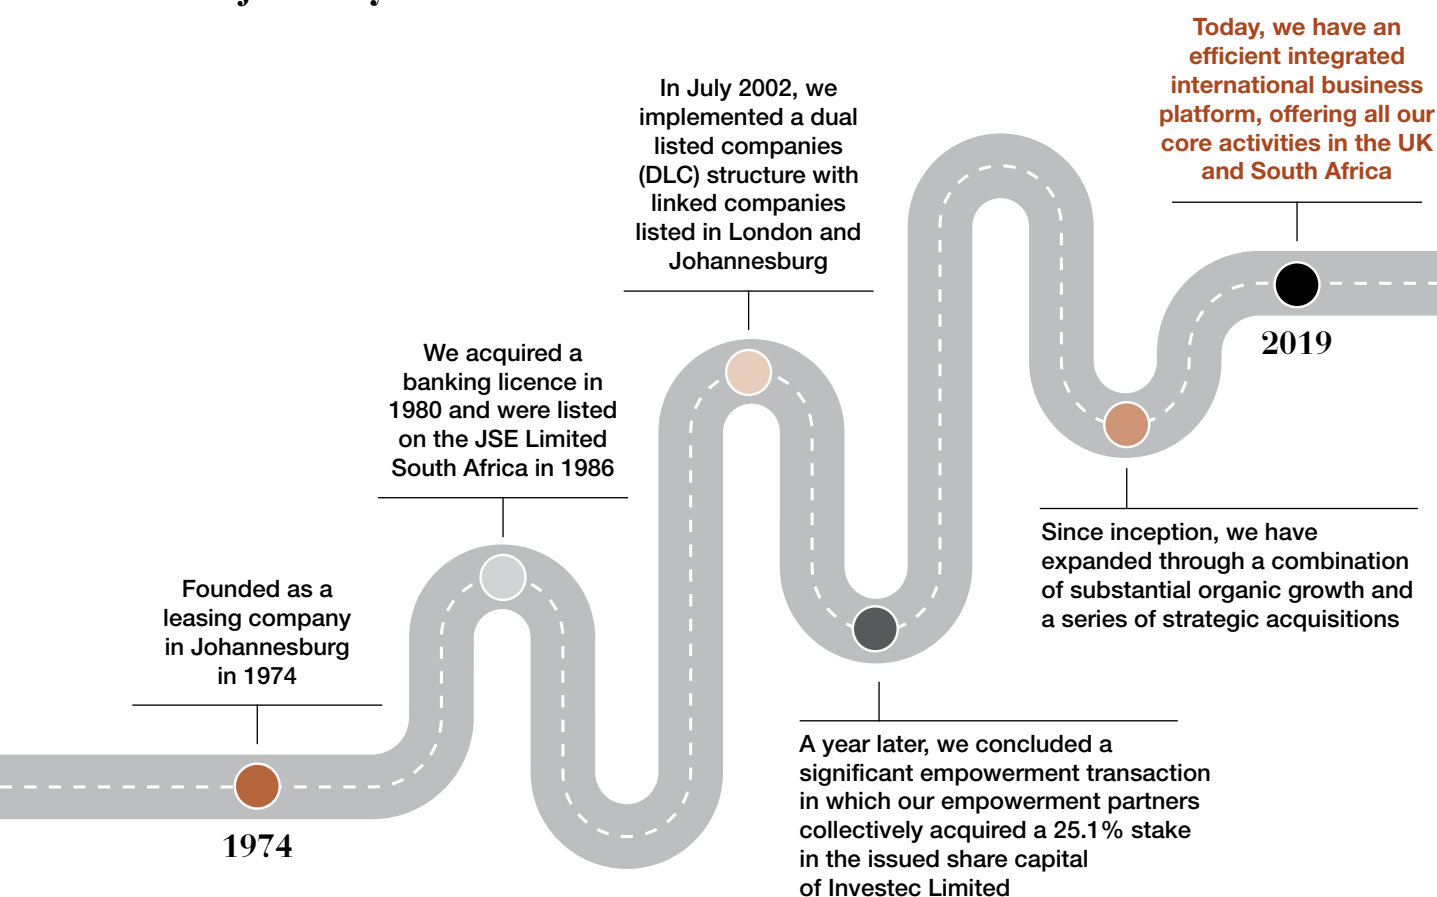 Founded as a
leasing company
in Johannesburg
in 1974
1974
We acquired a
banking licence in
1980 and were listed
on the JSE Limited
South Africa in 1986
In July 2002, we
implemented a dual
listed companies
(DLC) structure with
linked companies
listed in London and
Johannesburg
A year later, we concluded a
significant empowerment transaction
in which our empowerment partners
collectively acquired a 25.1% stake
in the issued share capital
of Investec Limited
Since inception, we have
expanded through a combination
of substantial organic growth and
a series of strategic acquisitions
Today, we have an
efficient integrated
international business
platform, offering all our
core activities in the UK
and South Africa
2019